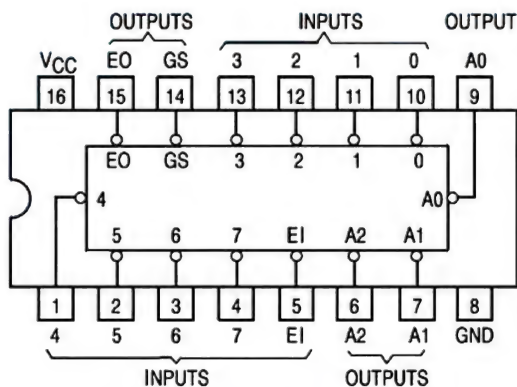 OUTPUTS INPUTS OUTPUT
VCC EO GS 3 2 1 0 A0
16 15 14 13 12 11 10 9
EO GS 3 2 1 0
4 A0
5 6 7 EI A2 A1
1 2 3 4 5 6 7 8
4 5 6 7 EI A2 A1 GND
INPUTS OUTPUTS